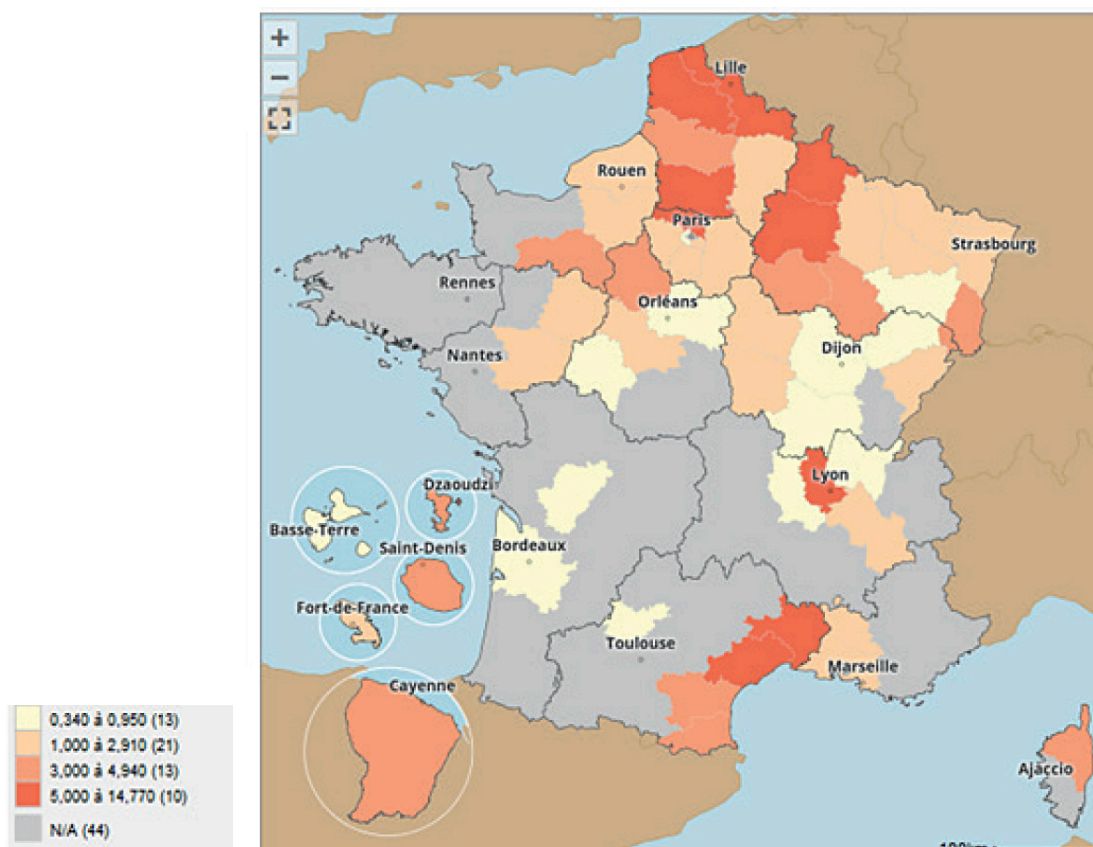 +
−
Lille
Rouen
Paris
Strasbourg
Rennes
Orléans
Nantes
Dijon
Lyon
Dzaoudzi
Basse-Terre
Bordeaux
Saint-Denis
Fort-de-France
Toulouse
Marseille
Cayenne
Ajaccio
0,340 à 0,950 (13)
1,000 à 2,910 (21)
3,000 à 4,940 (13)
5,000 à 14,770 (10)
N/A (44)